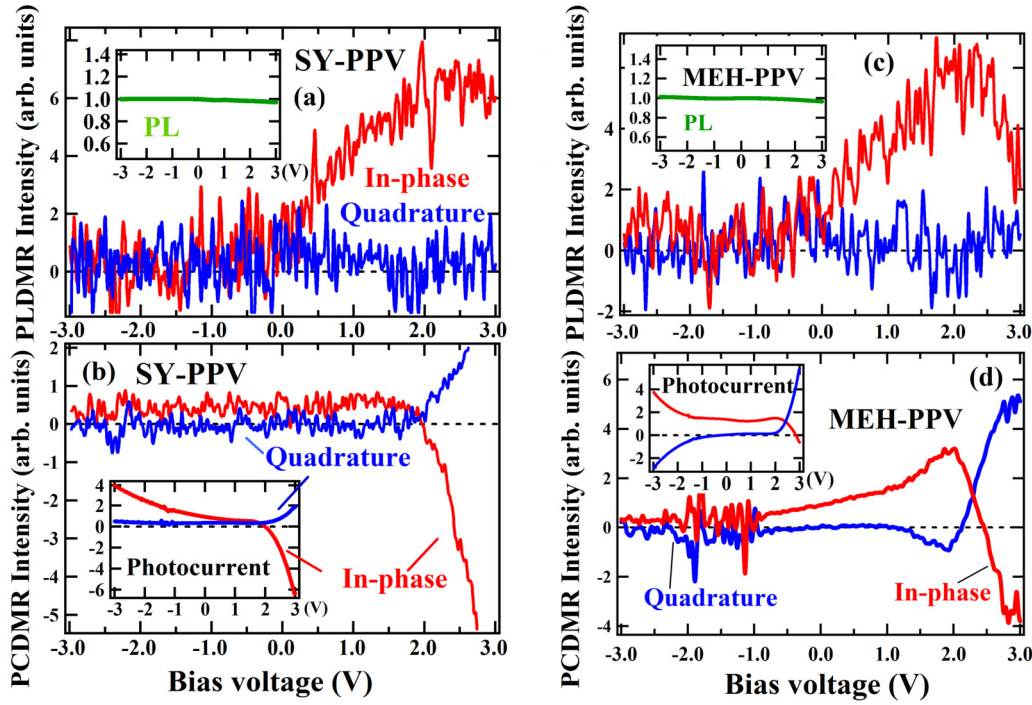 PLDMR Intensity (arb. units)
6
4
2
0
SY-PPV
(a)
In-phase
Quadrature
1.4
1.2
1.0
0.8
0.6
PL
-3 -2 -1 0 1 2 3 (V)
-3.0 -2.0 -1.0 0.0 1.0 2.0 3.0
PCDMR Intensity (arb. units)
2
1
0
-1
-2
-3
-4
-5
(b) SY-PPV
Quadrature
In-phase
4
2
0
-2
-4
-6
Photocurrent
-3 -2 -1 0 1 2 3 (V)
-3.0 -2.0 -1.0 0.0 1.0 2.0 3.0
Bias voltage (V)
PLDMR Intensity (arb. units)
8
6
4
2
0
-2
(c)
1.4
1.2
1.0
0.8
0.6
MEH-PPV
PL
-3 -2 -1 0 1 2 3 (V)
-3.0 -2.0 -1.0 0.0 1.0 2.0 3.0
PCDMR Intensity (arb. units)
6
4
2
0
-2
-4
(d)
MEH-PPV
Quadrature
In-phase
6
4
2
0
-2
Photocurrent
-3 -2 -1 0 1 2 3 (V)
-3.0 -2.0 -1.0 0.0 1.0 2.0 3.0
Bias voltage (V)